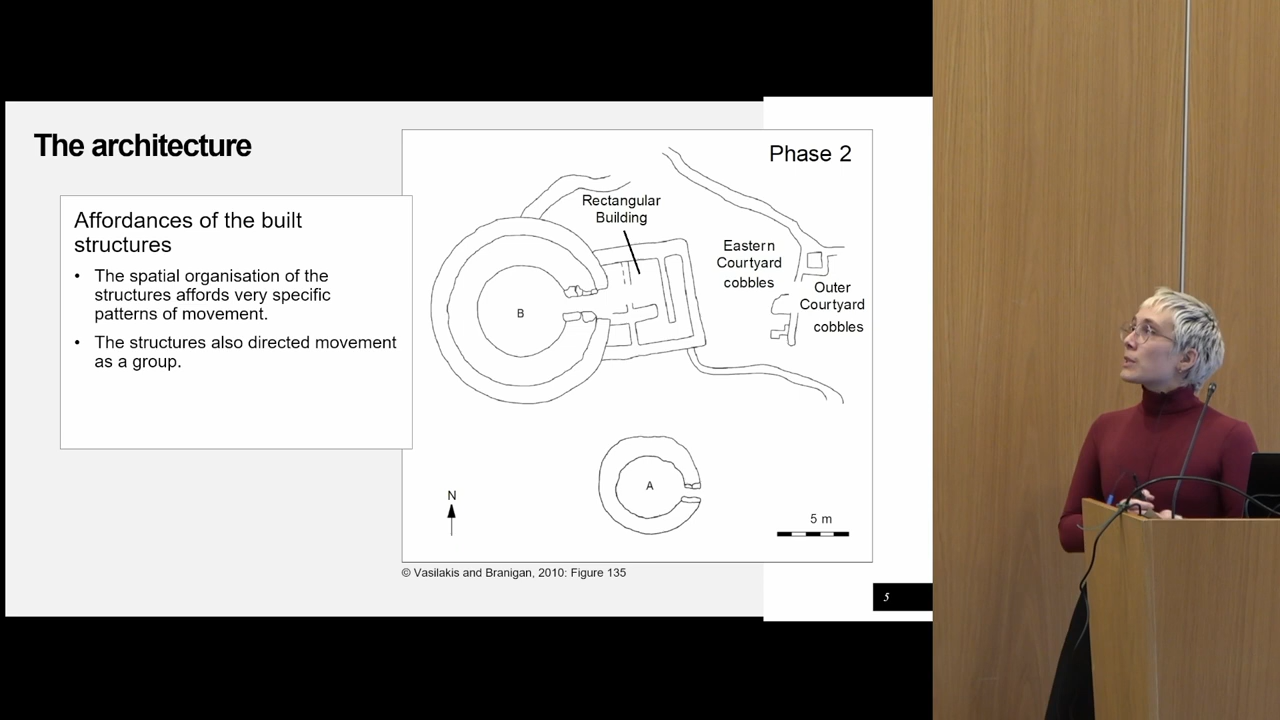 The architecture
Affordances of the built
structures
• The spatial organisation of the
structures affords very specific
patterns of movement.
• The structures also directed movement
as a group.
Phase 2
Rectangular
Building
Eastern
Courtyard
cobbles
Outer
Courtyard
cobbles
B
A
N
5 m
© Vasilakis and Branigan, 2010: Figure 135
5